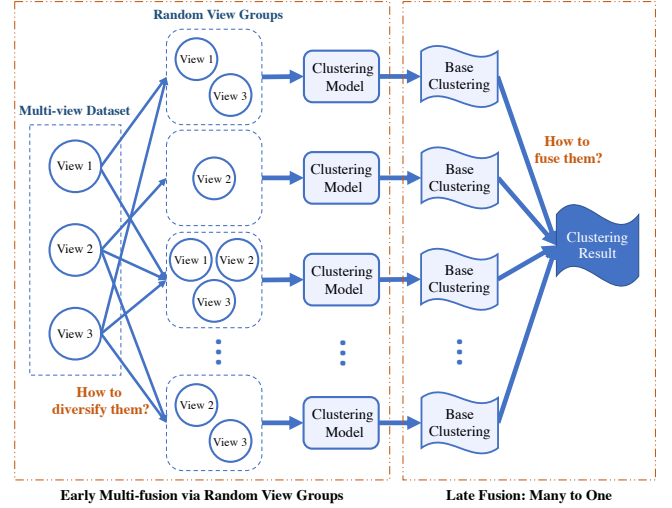 Random View Groups
View 1
View 3
Clustering
Model
Base
Clustering
Multi-view Dataset
View 1
View 2
View 3
View 2
Clustering
Model
Base
Clustering
How to
fuse them?
View 1
View 2
View 3
Clustering
Model
Base
Clustering
Clustering
Result
How to
diversify them?
View 2
View 3
Clustering
Model
Base
Clustering
Early Multi-fusion via Random View Groups
Late Fusion: Many to One